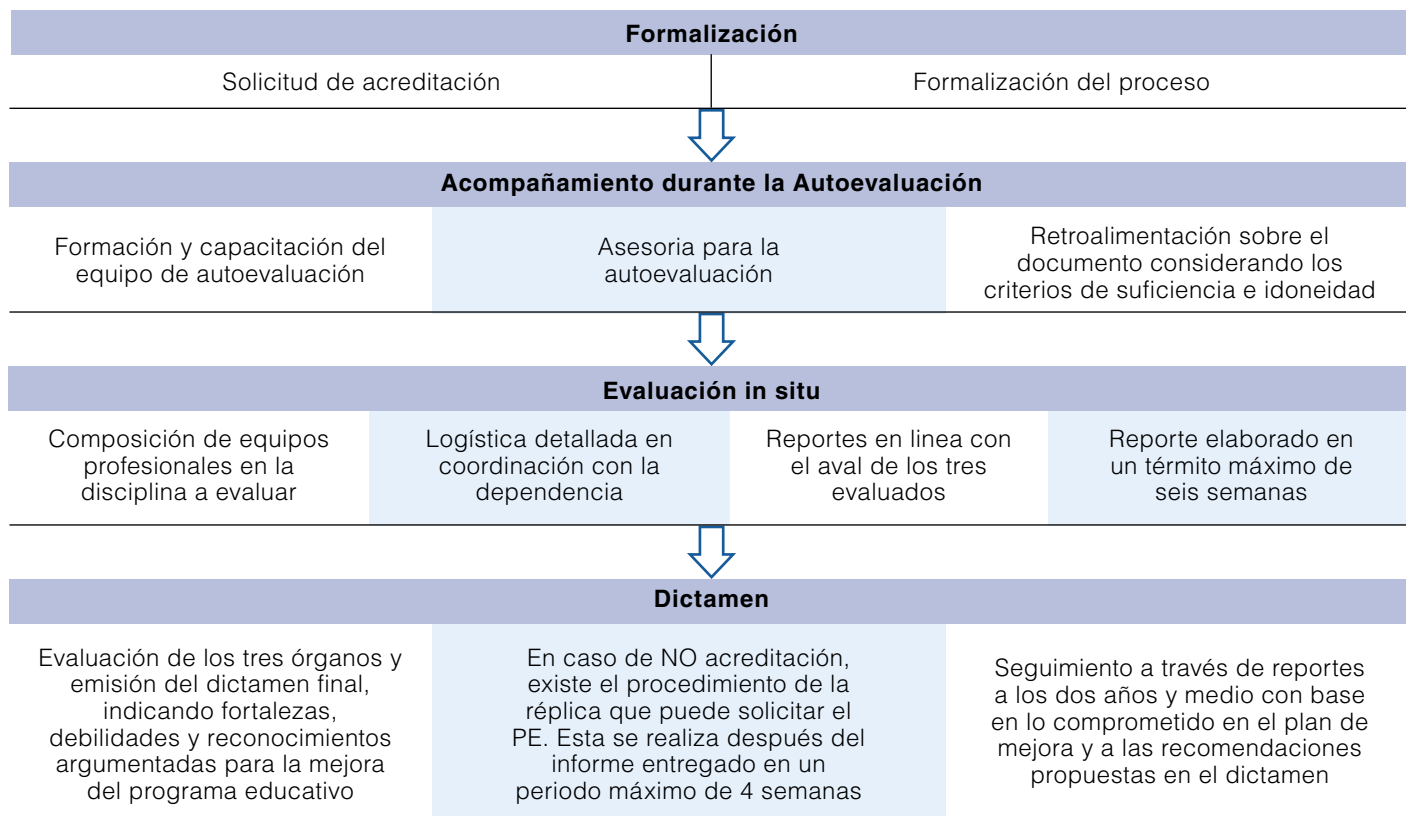 Formalización
Solicitud de acreditación
Formalización del proceso
Acompañamiento durante la Autoevaluación
Formación y capacitación del
equipo de autoevaluación
Asesoria para la
autoevaluación
Retroalimentación sobre el
documento considerando los
criterios de suficiencia e idoneidad
Evaluación in situ
Composición de equipos
profesionales en la
disciplina a evaluar
Logística detallada en
coordinación con la
dependencia
Reportes en linea con
el aval de los tres
evaluados
Reporte elaborado en
un térmito máximo de
seis semanas
Dictamen
Evaluación de los tres órganos y
emisión del dictamen final,
indicando fortalezas,
debilidades y reconocimientos
argumentadas para la mejora
del programa educativo
En caso de NO acreditación,
existe el procedimiento de la
réplica que puede solicitar el
PE. Esta se realiza después del
informe entregado en un
periodo máximo de 4 semanas
Seguimiento a través de reportes
a los dos años y medio con base
en lo comprometido en el plan de
mejora y a las recomendaciones
propuestas en el dictamen